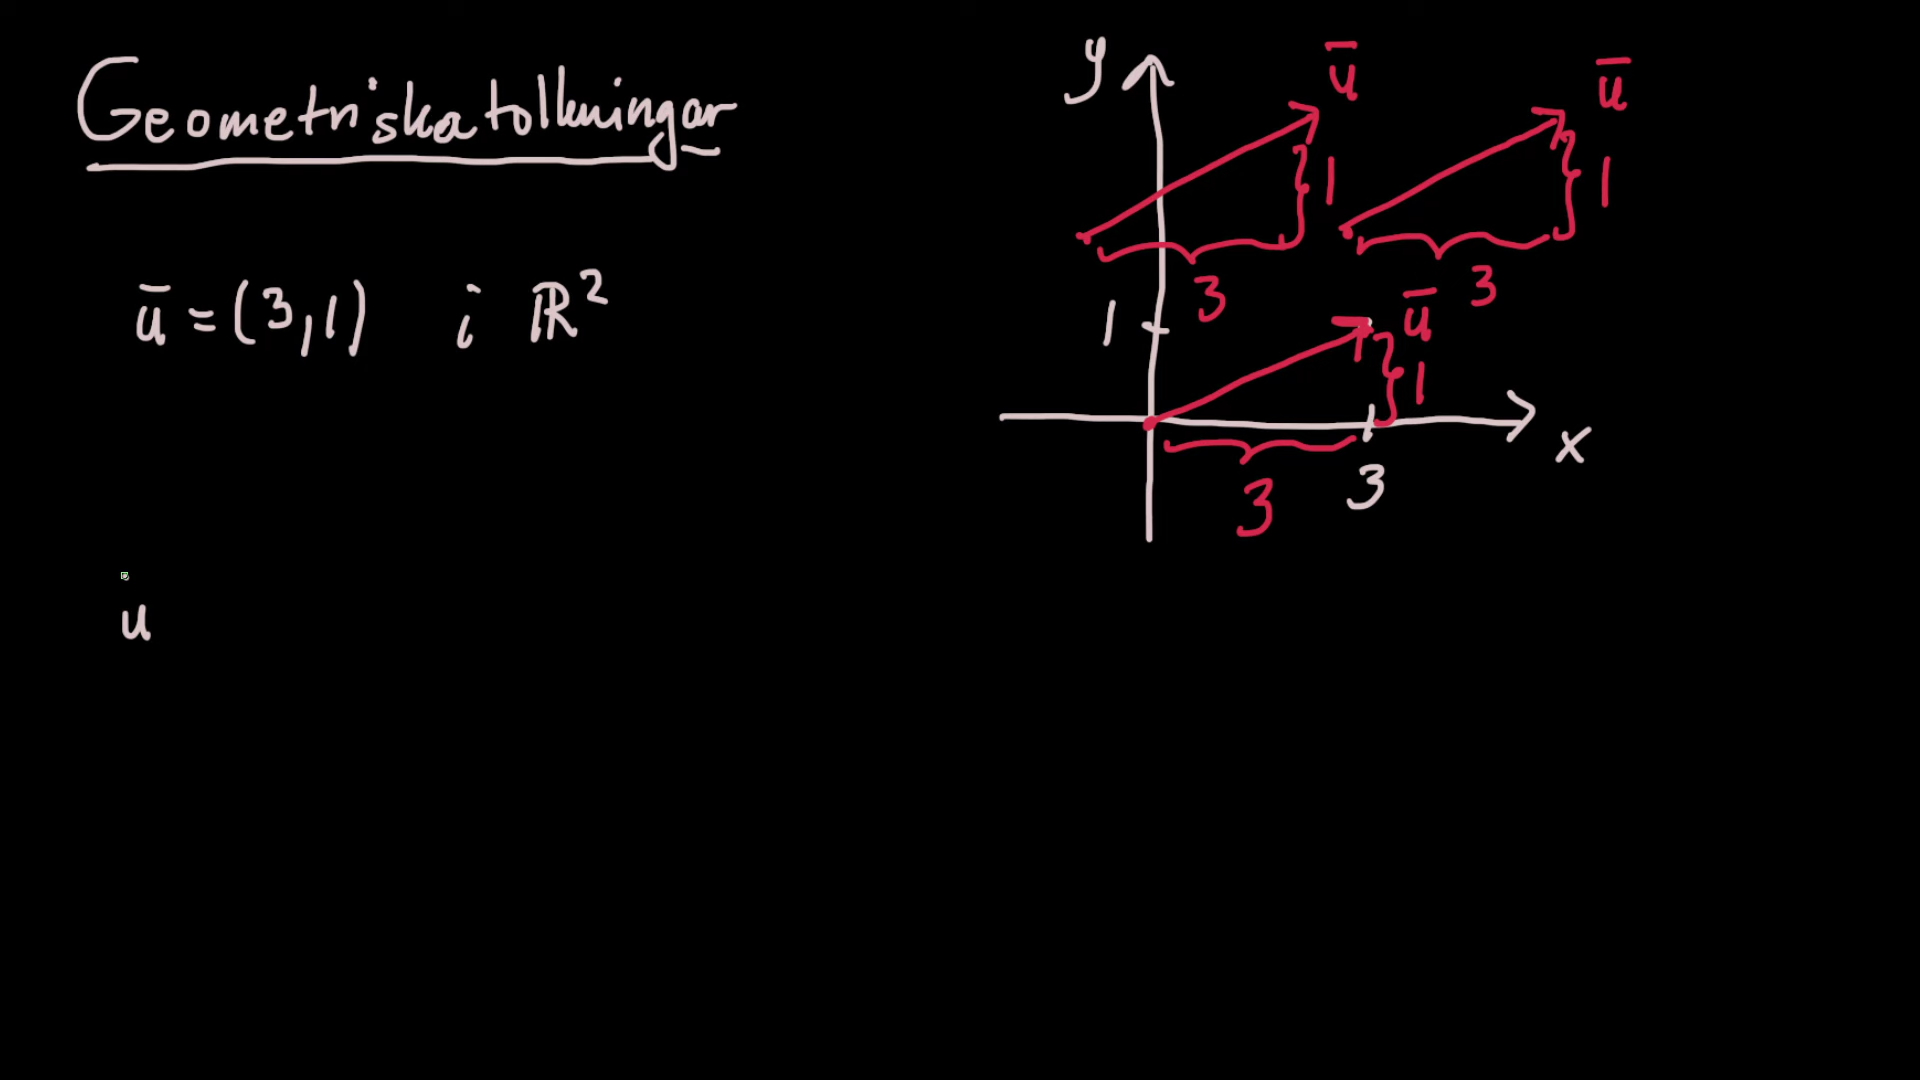 Geometriska tolkningar
ū = (3,1) i ℝ²
u
y
ū
1
3
ū
1
3
1
ū
1
3
3
x